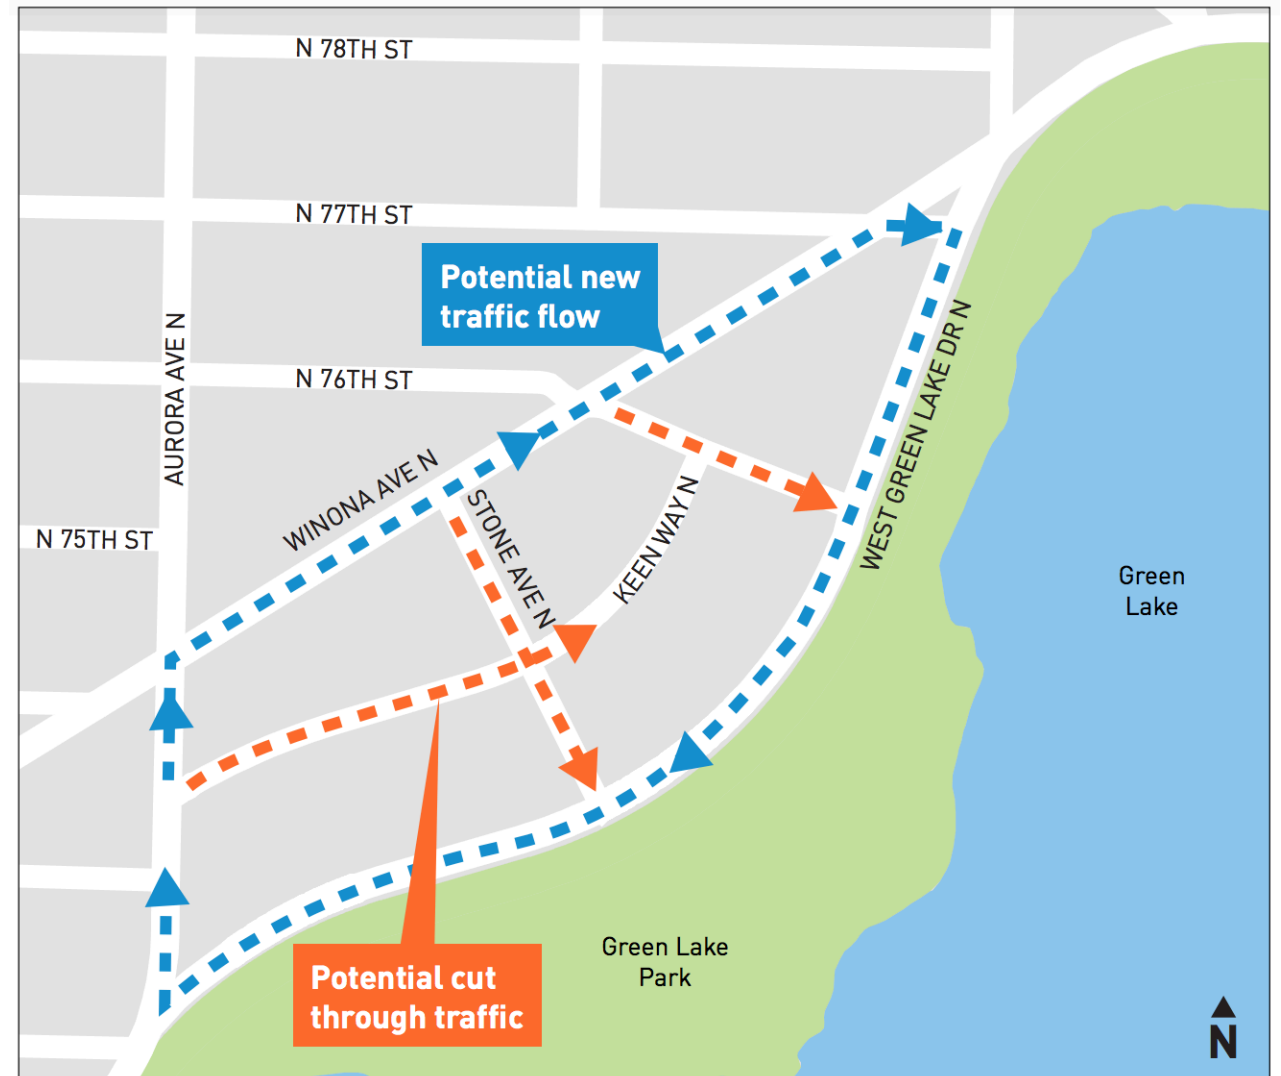 N 78TH ST
N 77TH ST
Potential new
traffic flow
AURORA AVE N
N 76TH ST
WEST GREEN LAKE DR N
WINONA AVE N
STONE AVE N
KEEN WAY N
N 75TH ST
Green
Lake
Green Lake
Park
Potential cut
through traffic
N